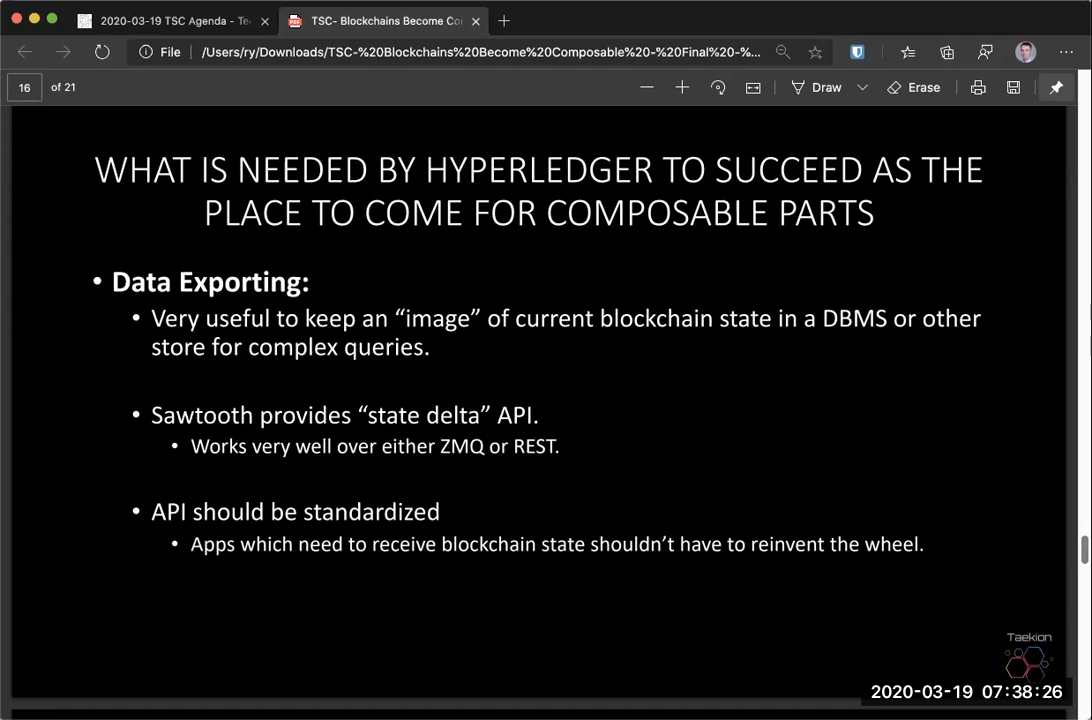 2020-03-19 TSC Agenda - Te
TSC- Blockchains Become Co
File
/Users/ry/Downloads/TSC-%20Blockchains%20Become%20Composable%20-%20Final%20-%...
16 of 21
Draw
Erase
WHAT IS NEEDED BY HYPERLEDGER TO SUCCEED AS THE
PLACE TO COME FOR COMPOSABLE PARTS
• Data Exporting:
• Very useful to keep an “image” of current blockchain state in a DBMS or other
store for complex queries.
• Sawtooth provides “state delta” API.
• Works very well over either ZMQ or REST.
• API should be standardized
• Apps which need to receive blockchain state shouldn’t have to reinvent the wheel.
Taekion
2020-03-19 07:38:26